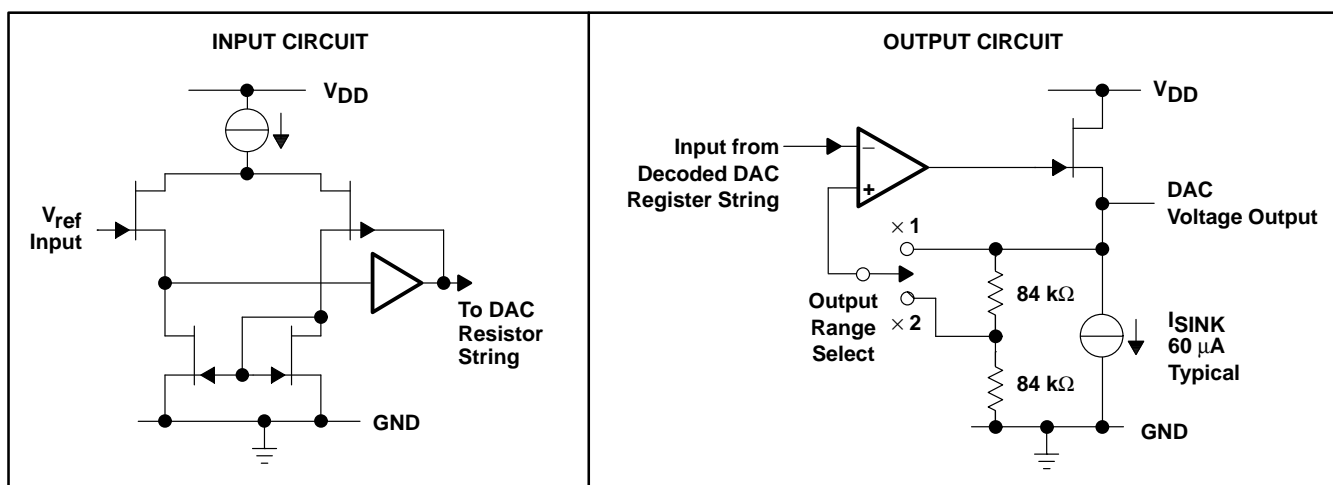 INPUT CIRCUIT
VDD
Vref
Input
To DAC
Resistor
String
GND
OUTPUT CIRCUIT
VDD
Input from
Decoded DAC
Register String
−
+
DAC
Voltage Output
× 1
84 kΩ
Output
Range
Select
× 2
ISINK
60 μA
Typical
84 kΩ
GND